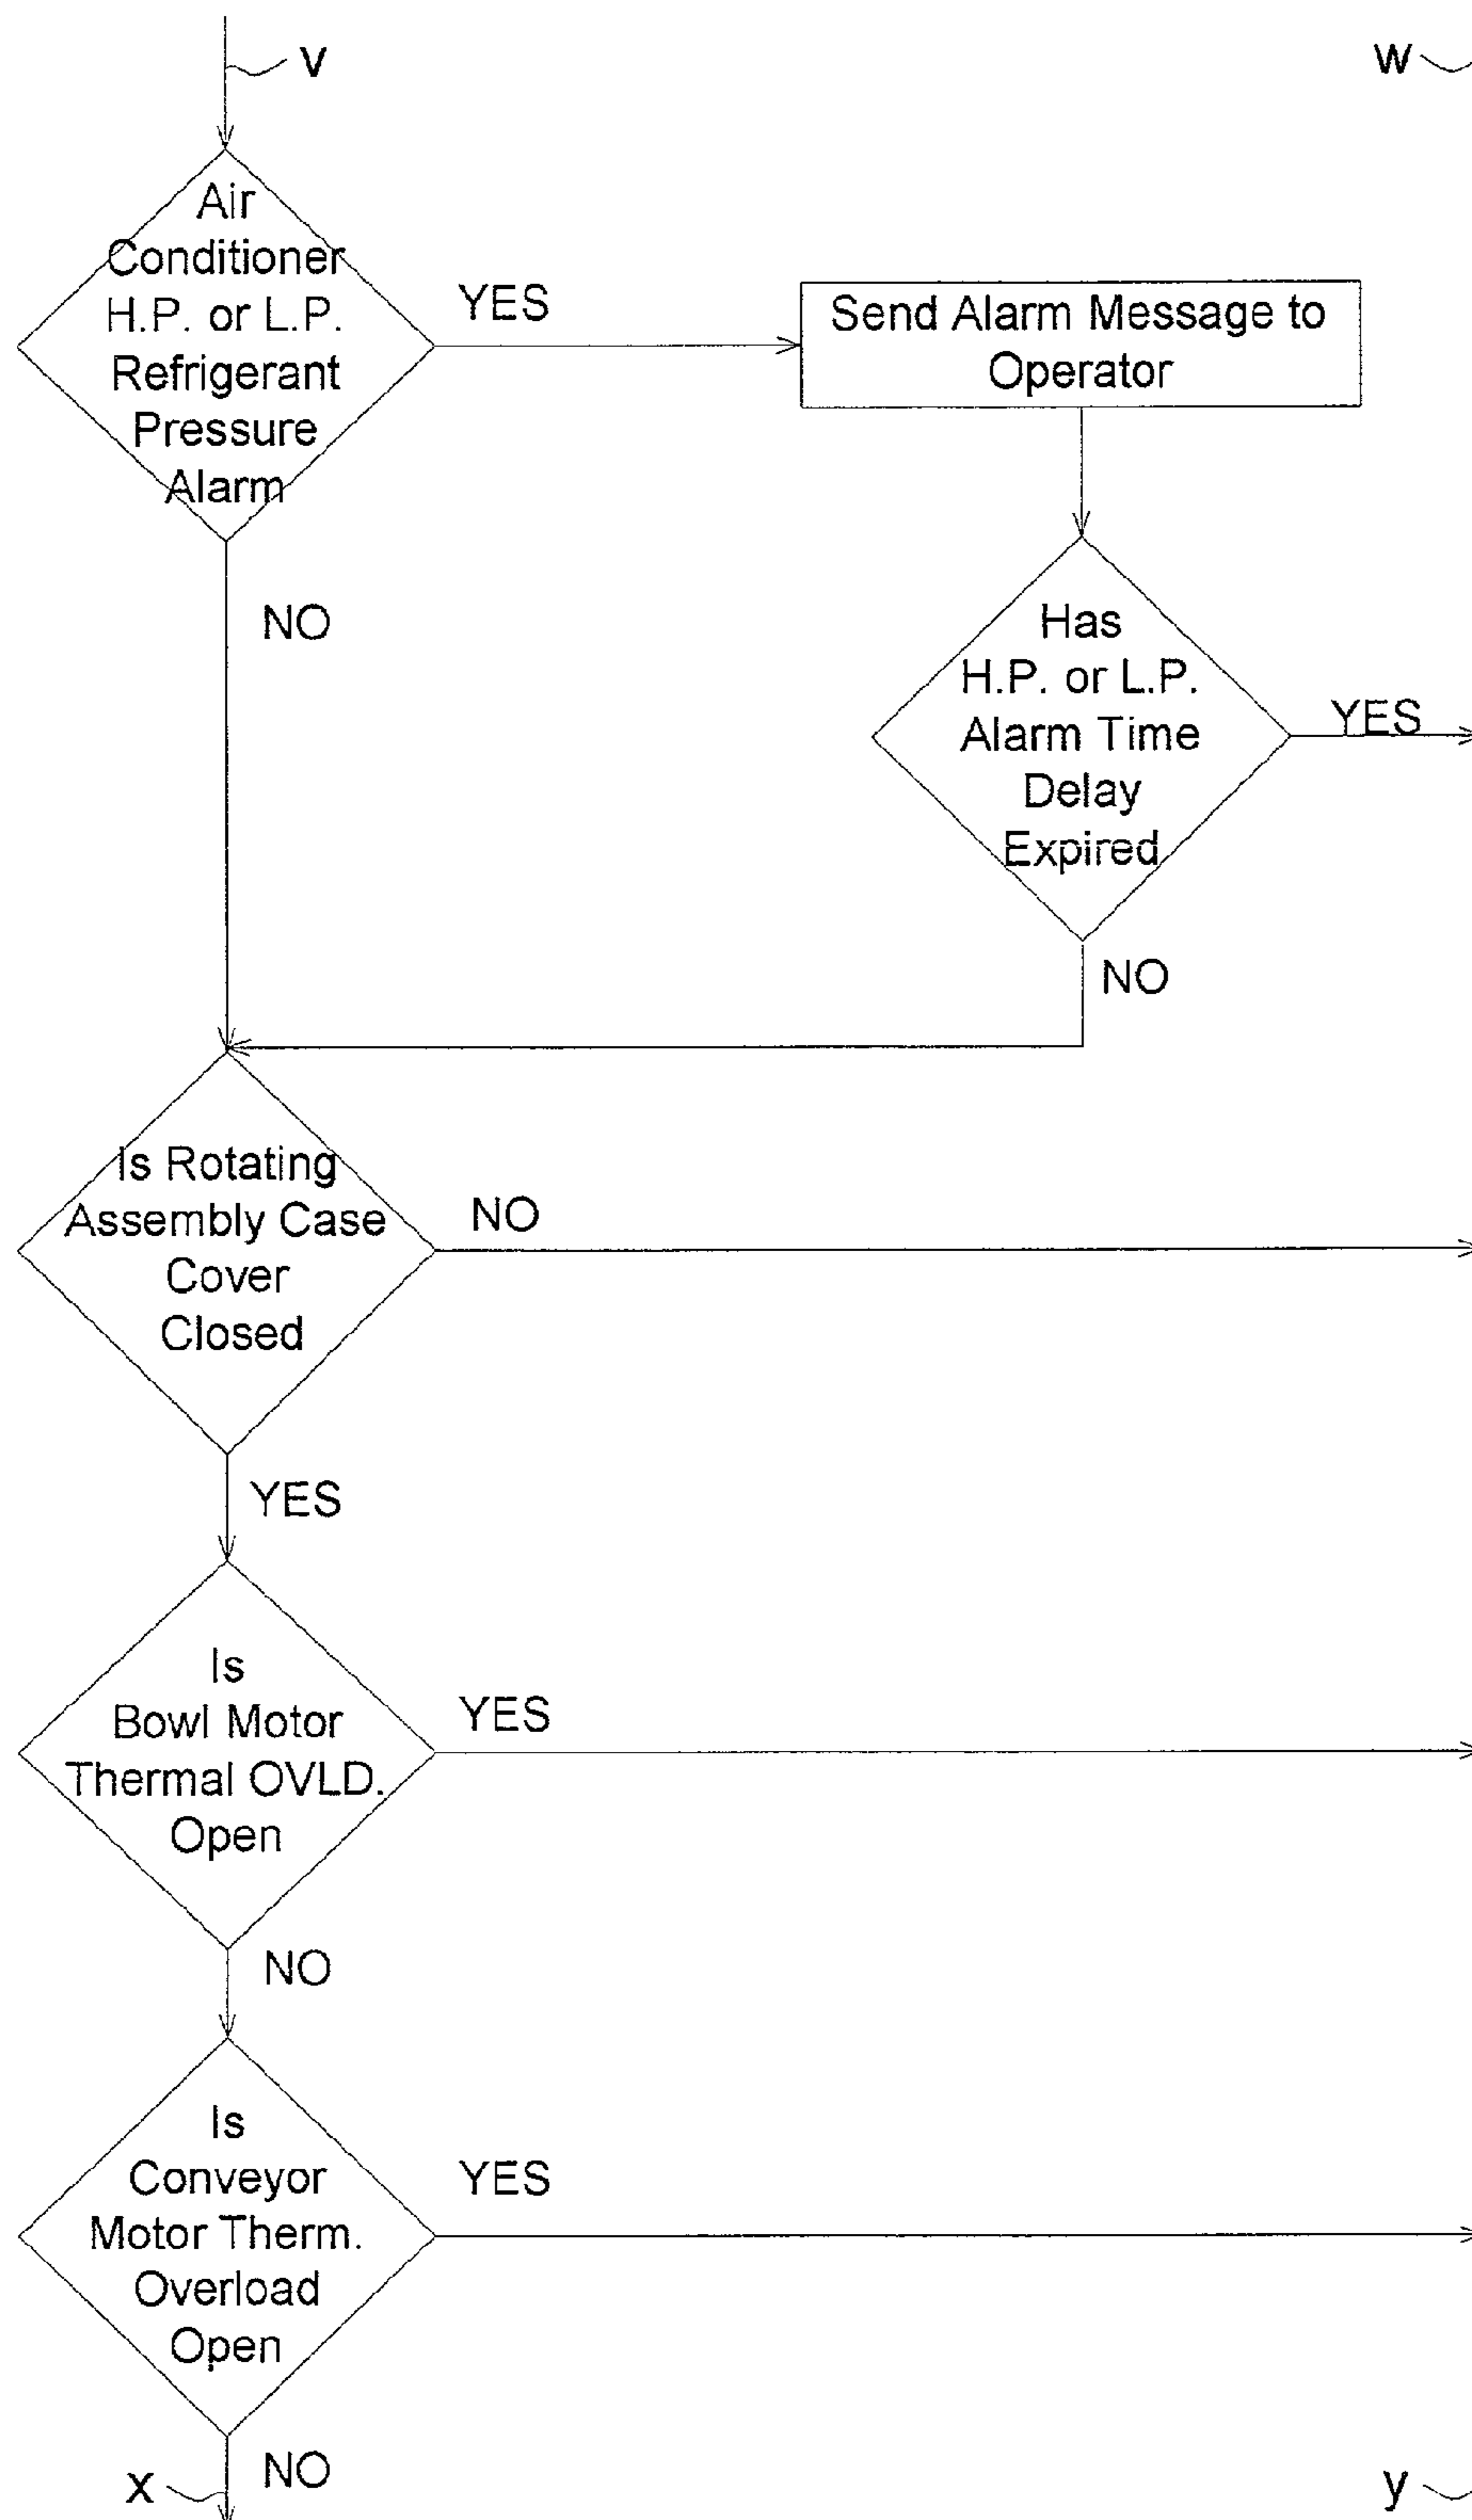 v
w
Air
Conditioner
H.P. or L.P.
Refrigerant
Pressure
Alarm
YES
Send Alarm Message to
Operator
NO
Has
H.P. or L.P.
Alarm Time
Delay
Expired
YES
NO
Is Rotating
Assembly Case
Cover
Closed
NO
YES
Is
Bowl Motor
Thermal OVLD.
Open
YES
NO
Is
Conveyor
Motor Therm.
Overload
Open
YES
NO
x
y